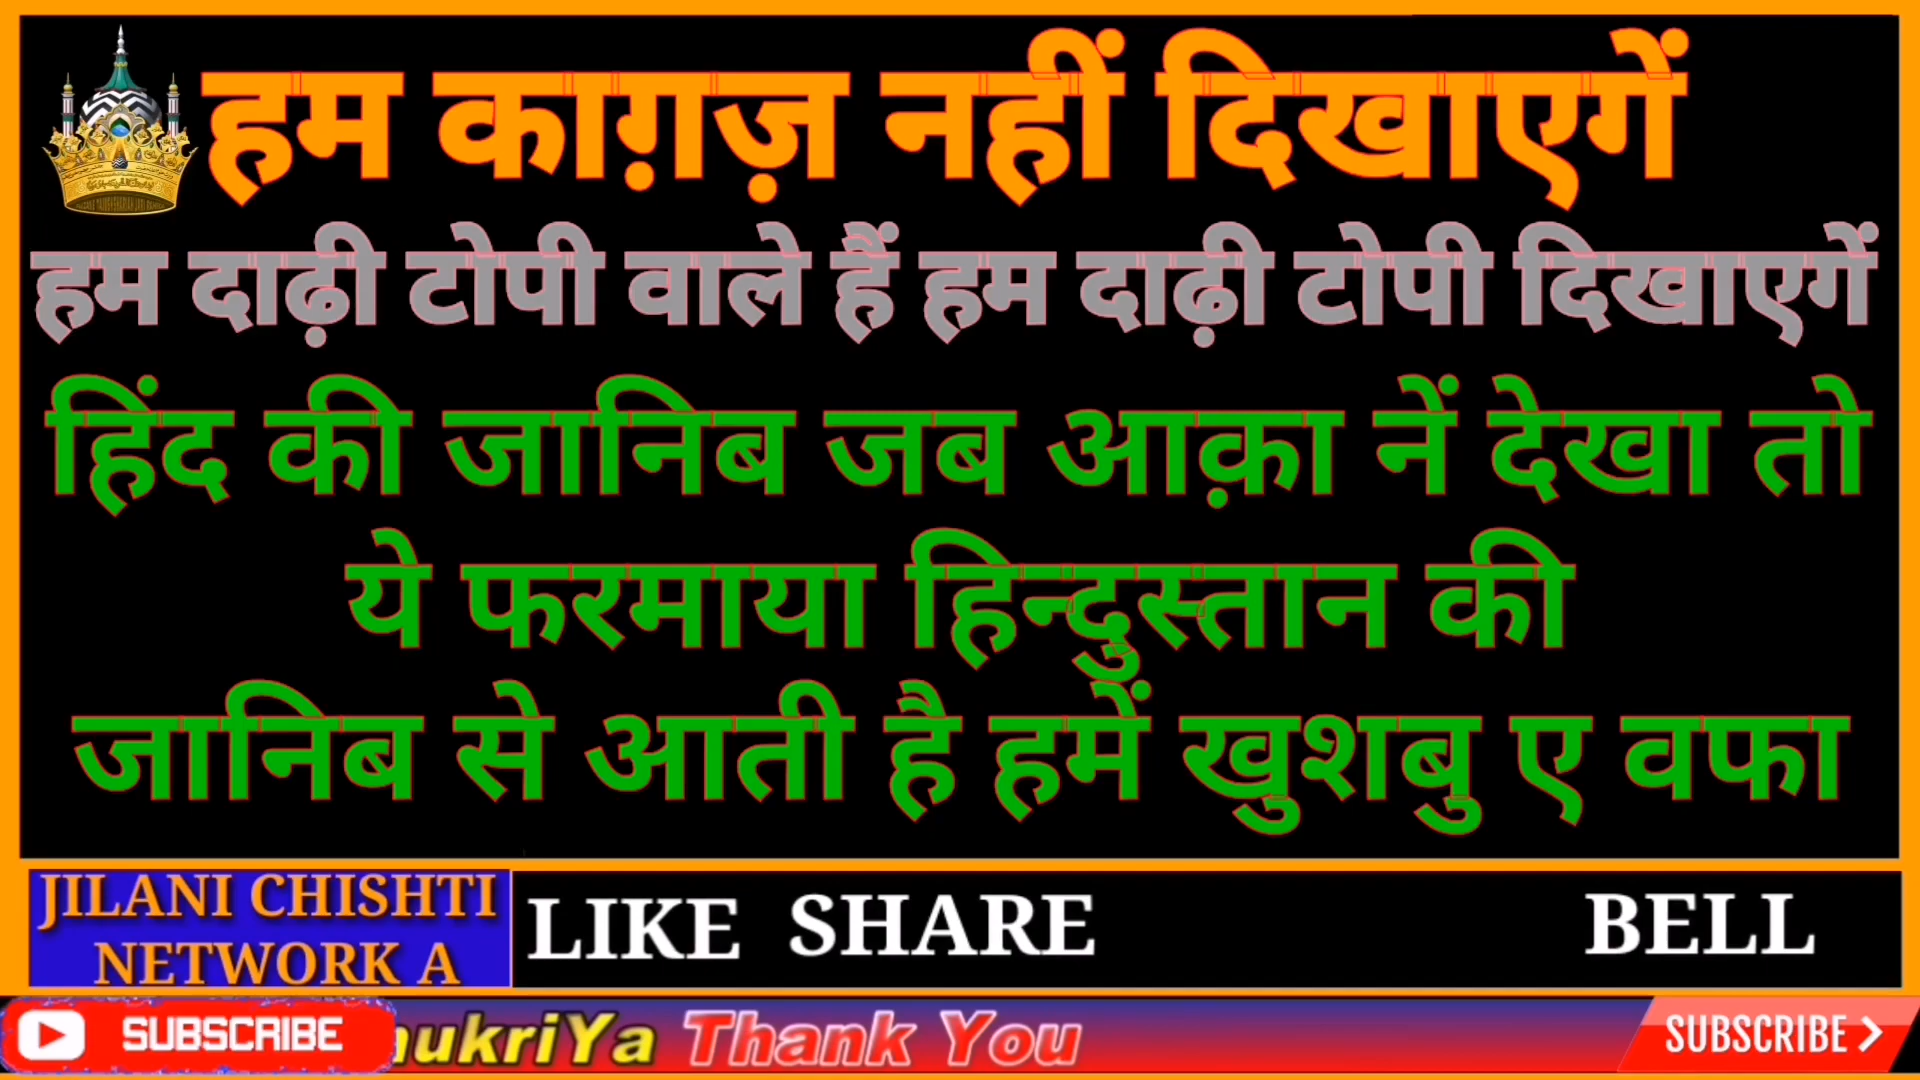 हम काग़ज़ नहीं दिखाएगें
हम दाढ़ी टोपी वाले हैं हम दाढ़ी टोपी दिखाएगें
हिंद की जानिब जब आक़ा नें देखा तो
ये फरमाया हिन्दुस्तान की
जानिब से आती है हमें खुशबु ए वफा
JILANI CHISHTI
NETWORK A
LIKE SHARE BELL
SUBSCRIBE
ukriYa Thank You
SUBSCRIBE